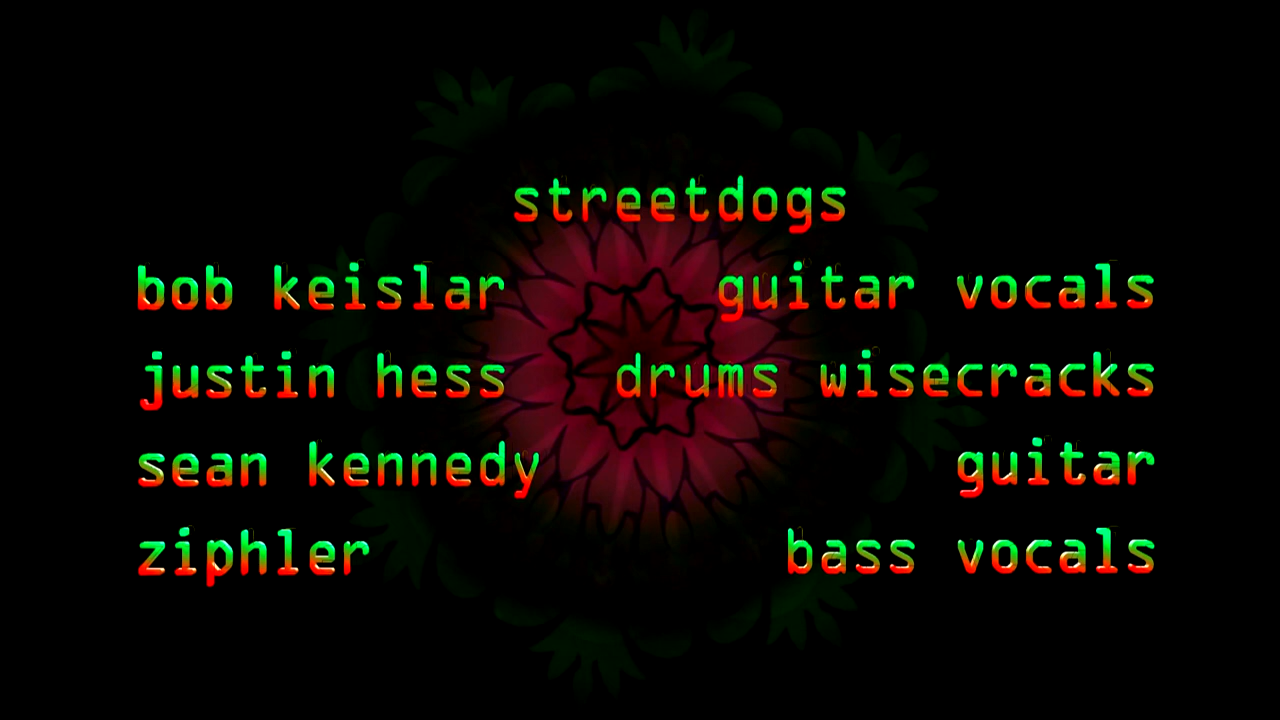 streetdogs
bob keislar guitar vocals
justin hess drums wisecracks
sean kennedy guitar
ziphler bass vocals